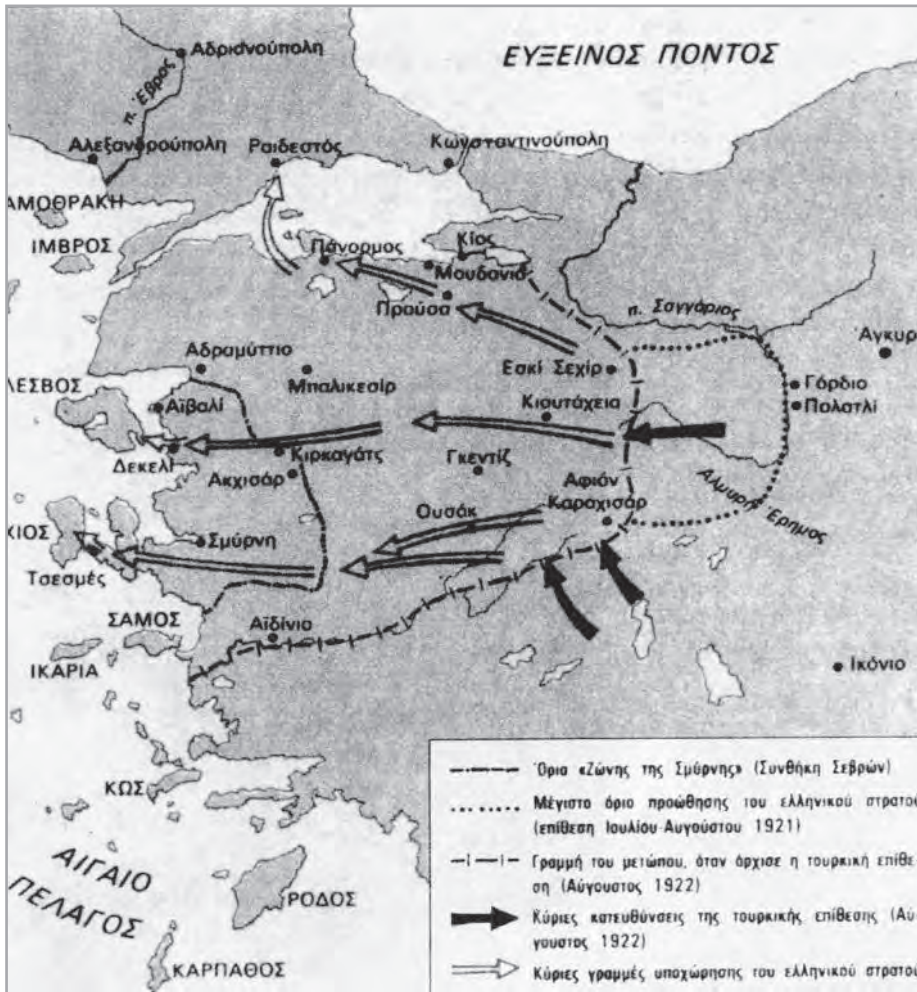 Αδριανούπολη
ΕΥΞΕΙΝΟΣ ΠΟΝΤΟΣ
π. Έβρος
Αλεξανδρούπολη
Ραιδεστός
Κωνσταντινούπολη
ΑΜΟΘΡΑΚΗ
ΙΜΒΡΟΣ
Πάνορμος
Κίος
Μουδανιά
Προύσα
π. Σαγγάριος
Άγκυρ
Αδραμύττιο
Μπαλικεσίρ
Εσκί Σεχίρ
Γόρδιο
Πολατλί
ΛΕΣΒΟΣ
Αϊβαλί
Κιουτάχεια
Δεκελί
Κιρκαγάτς
Ακχισάρ
Γκεντίζ
Αφιόν
Καραχισάρ
Αλμυρά Έρημος
Ουσάκ
ΧΙΟΣ
Σμύρνη
Τσεσμές
ΣΑΜΟΣ
Αϊδίνιο
ΙΚΑΡΙΑ
Ικόνιο
ΚΩΣ
ΑΙΓΑΙΟ
ΠΕΛΑΓΟΣ
ΡΟΔΟΣ
ΚΑΡΠΑΘΟΣ
Όρια «Ζώνης της Σμύρνης» (Συνθήκη Σεβρών)
Μέγιστο όριο προώθησης του ελληνικού στρατού
(επίθεση Ιουλίου-Αυγούστου 1921)
Γραμμή του μετώπου, όταν άρχισε η τουρκική επίθε-
ση (Αύγουστος 1922)
Κύριες κατευθύνσεις της τουρκικής επίθεσης (Αύ-
γουστος 1922)
Κύριες γραμμές υποχώρησης του ελληνικού στρατού